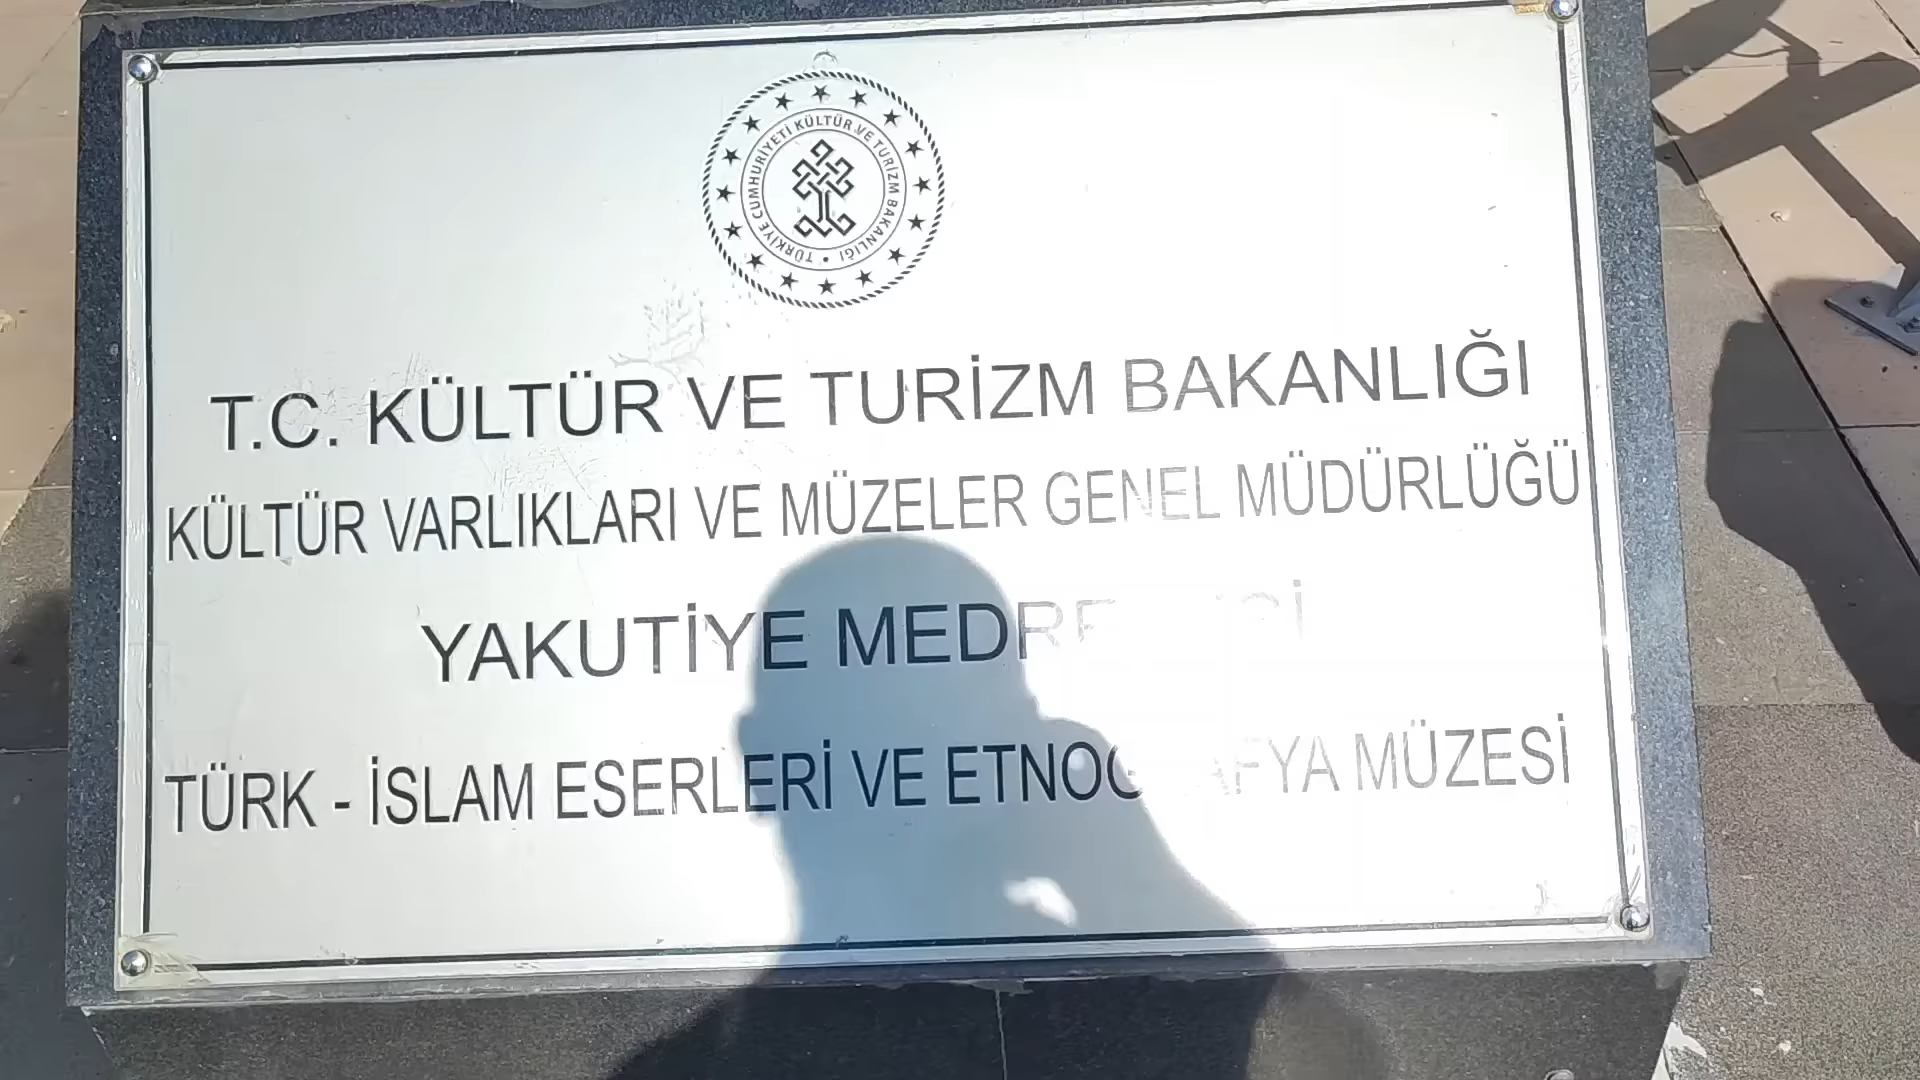 TÜRKİYE CUMHURİYETİ KÜLTÜR VE TURİZM BAKANLIĞI
T.C. KÜLTÜR VE TURİZM BAKANLIĞI
KÜLTÜR VARLIKLARI VE MÜZELER GENEL MÜDÜRLÜĞÜ
YAKUTİYE
TÜRK - İSLAM ESERLERİ VE ETNOGRAFYA MÜZESİ